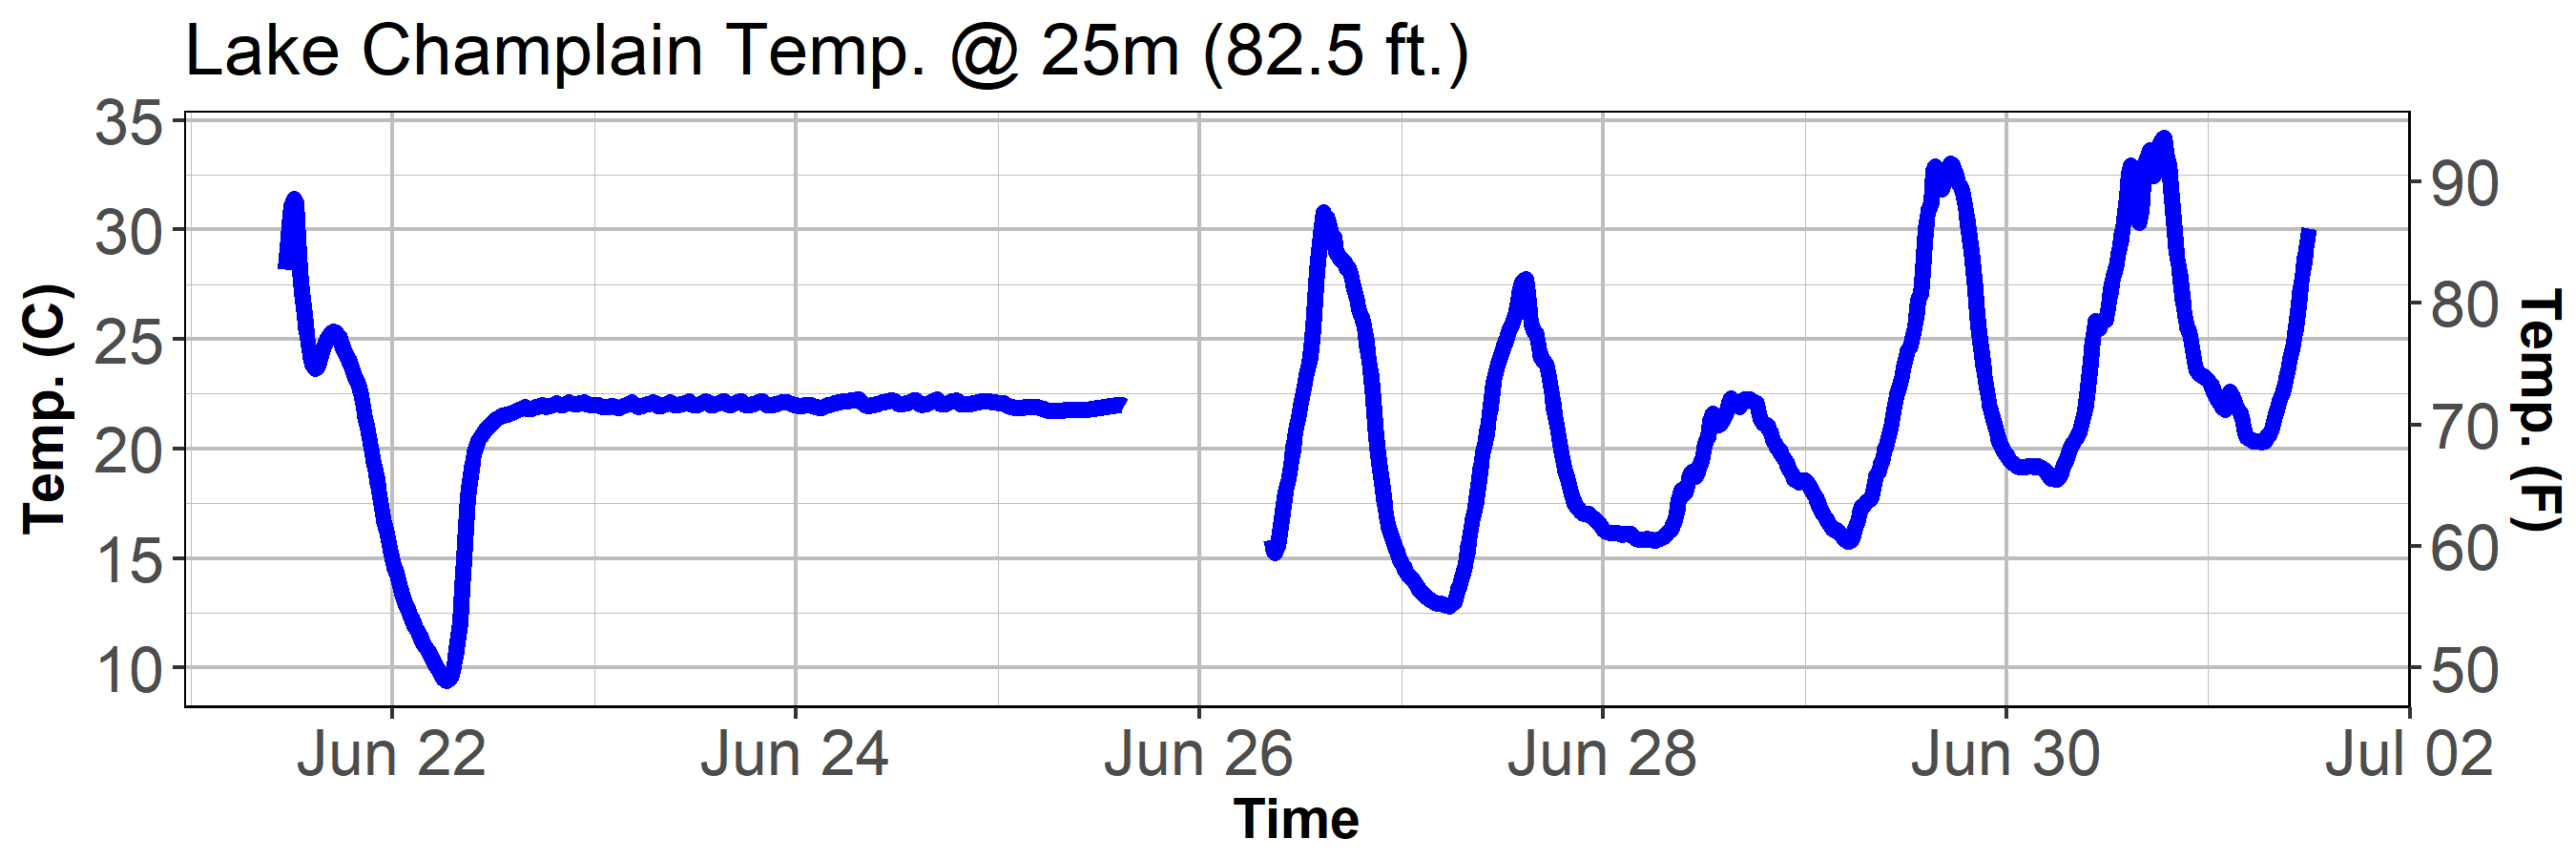 Lake Champlain Temp. @ 25m (82.5 ft.)
35
30
25
20
15
10
Temp. (C)
90
80
70
60
50
Temp. (F)
Jun 22 Jun 24 Jun 26 Jun 28 Jun 30 Jul 02
Time